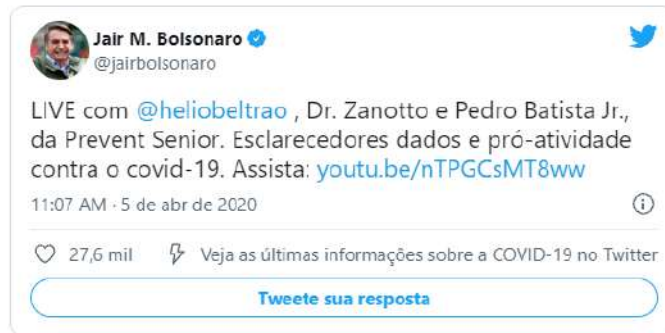 Jair M. Bolsonaro
@jairbolsonaro
LIVE com @heliobeltrao , Dr. Zanotto e Pedro Batista Jr.,
da Prevent Senior. Esclarecedores dados e pró-atividade
contra o covid-19. Assista: youtu.be/nTPGCsMT8ww
11:07 AM · 5 de abr de 2020
27,6 mil Veja as últimas informações sobre a COVID-19 no Twitter
Tweete sua resposta